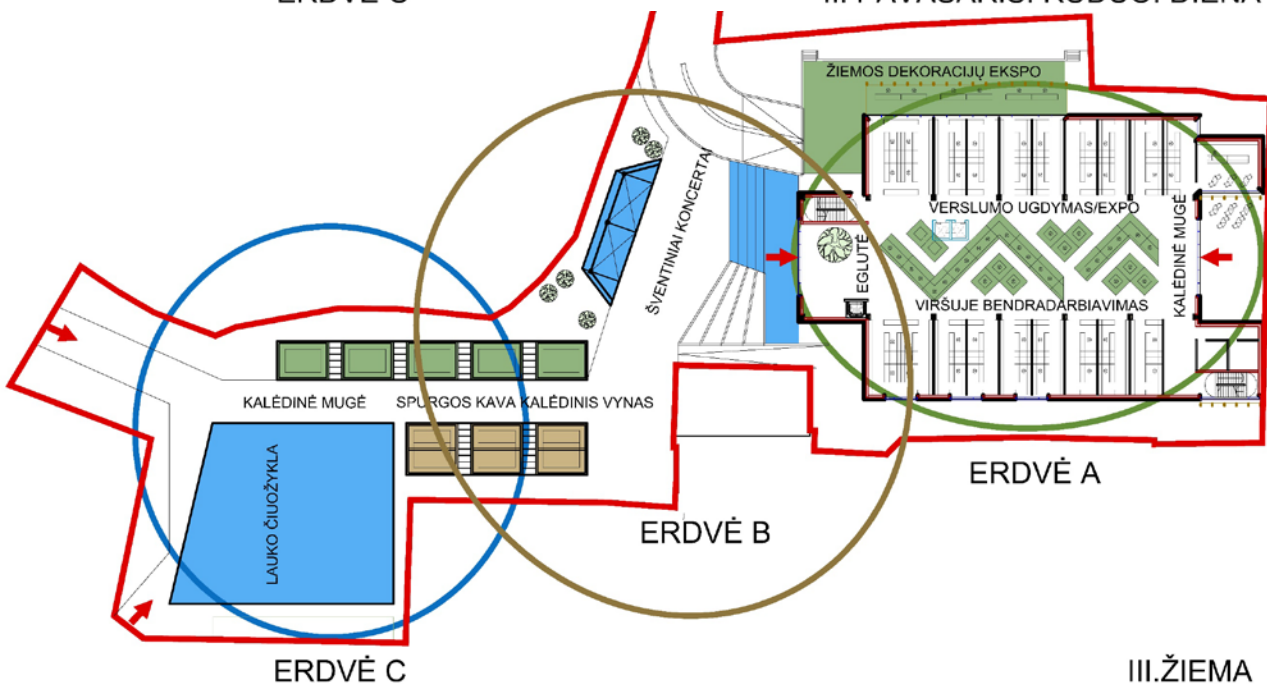 ŽIEMOS DEKORACIJŲ EKSPO
ŠVENTINIAI KONCERTAI
VERSLUMO UGDYMAS/EXPO
EGLUTĖ
KALĖDINĖ MUGĖ
VIRŠUJE BENDRADARBIAVIMAS
KALĖDINĖ MUGĖ
SPURGOS KAVA KALĖDINIS VYNAS
LAUKO ČIUOŽYKLA
ERDVĖ A
ERDVĖ B
ERDVĖ C
III.ŽIEMA